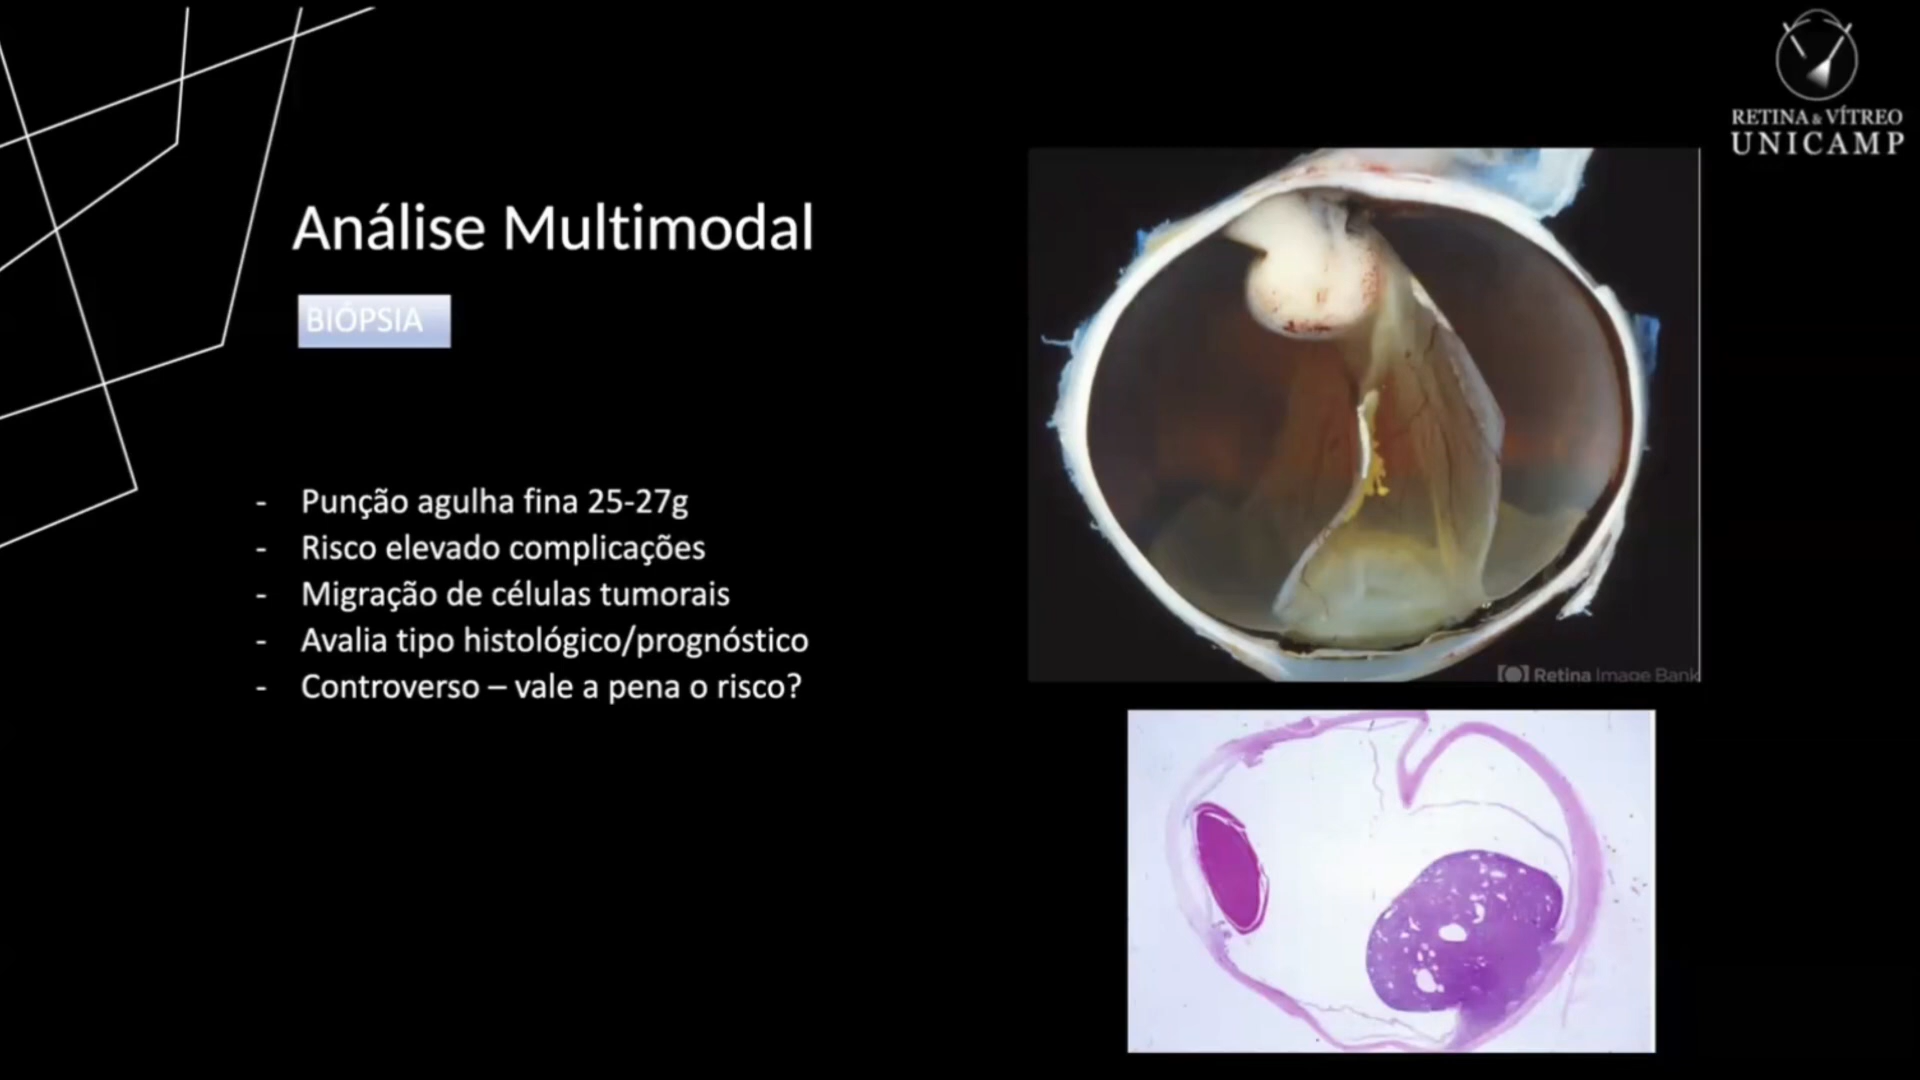 RETINA & VÍTREO
UNICAMP
Análise Multimodal
BIÓPSIA
- Punção agulha fina 25-27g
- Risco elevado complicações
- Migração de células tumorais
- Avalia tipo histológico/prognóstico
- Controverso – vale a pena o risco?
Retina Image Bank